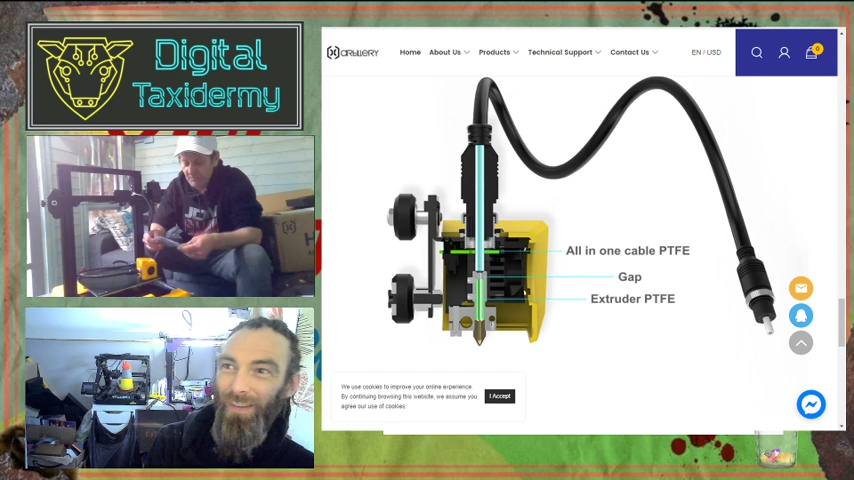 Digital
Taxidermy
ARTILLERY
Home
About Us
Products
Technical Support
Contact Us
EN / USD
0
All in one cable PTFE
Gap
Extruder PTFE
We use cookies to improve your online experience.
By continuing browsing this website, we assume you
agree our use of cookies.
I Accept